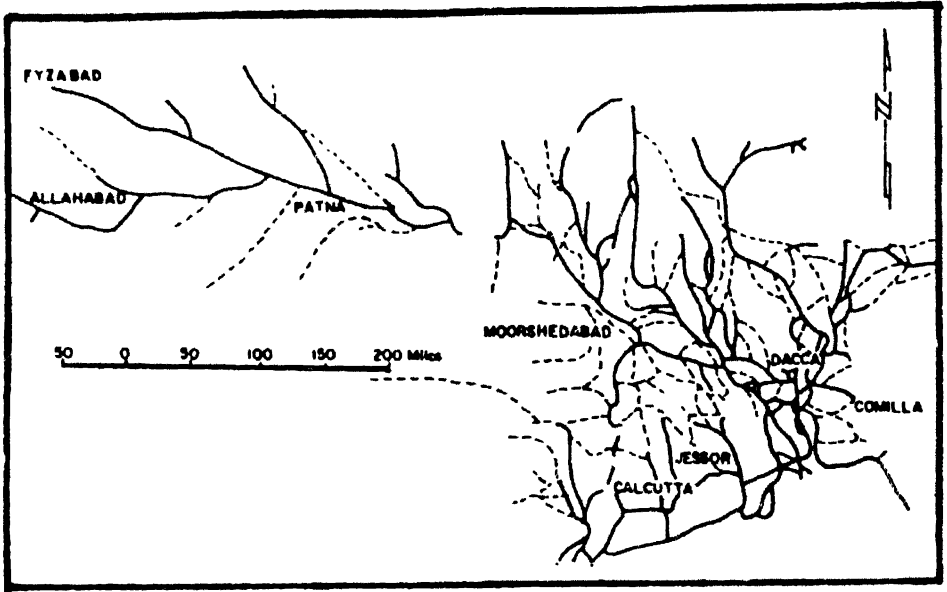 FYZABAD
N
ALLAHABAD
PATNA
MOORSHEDABAD
50 0 50 100 150 200 Miles
DACCA
COMILLA
JESSOR
CALCUTTA